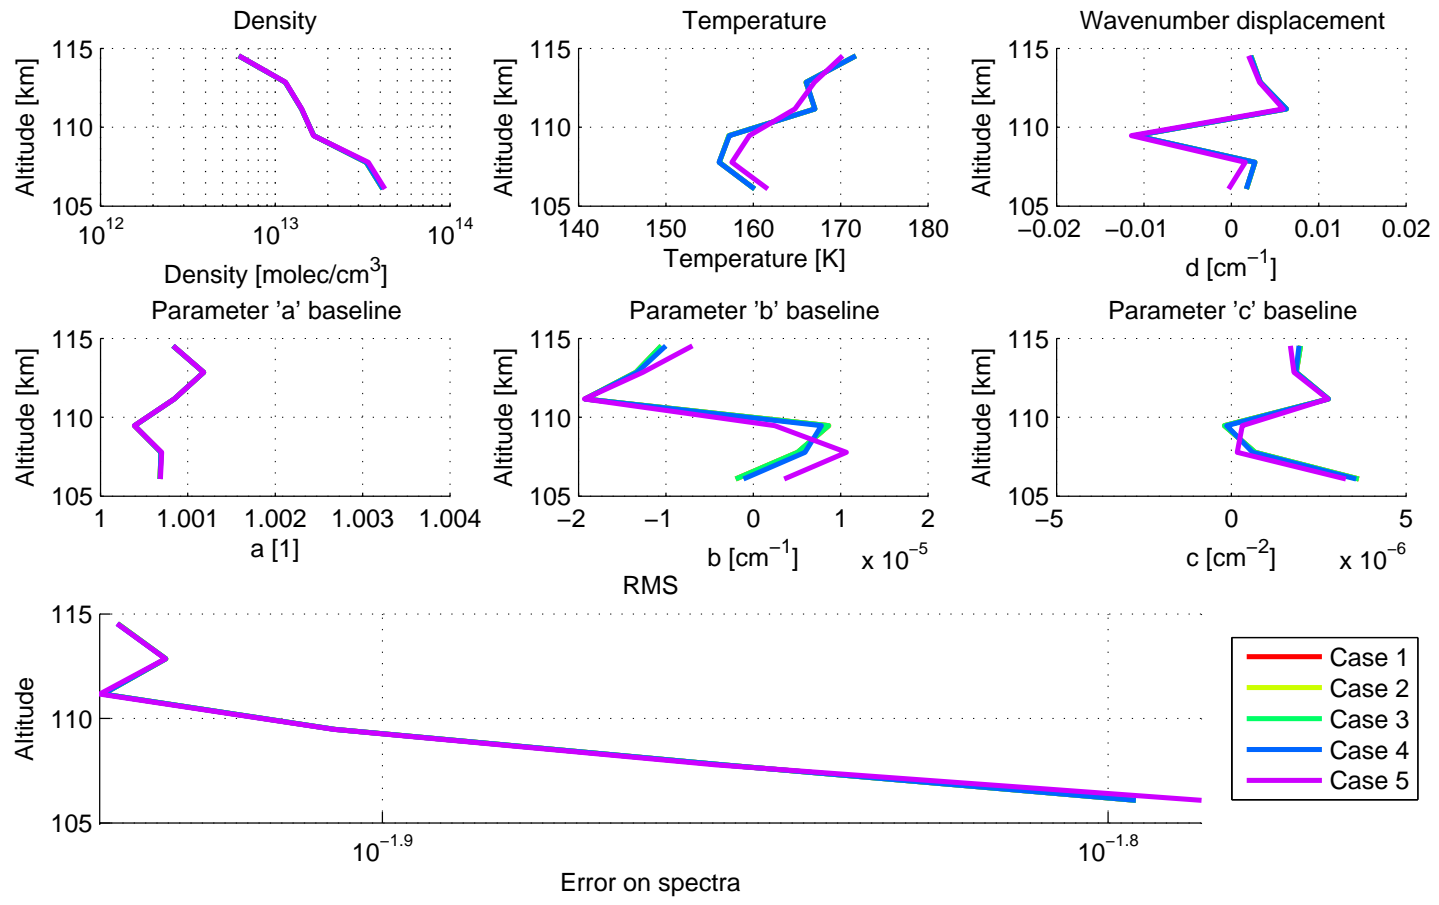 Density
Temperature
Wavenumber displacement
115
110
105
Altitude [km]
10^12
10^13
10^14
Density [molec/cm^3]
115
110
105
Altitude [km]
140
150
160
170
180
Temperature [K]
115
110
105
Altitude [km]
−0.02
−0.01
0
0.01
0.02
d [cm^−1]
Parameter 'a' baseline
Parameter 'b' baseline
Parameter 'c' baseline
115
110
105
Altitude [km]
1
1.001
1.002
1.003
1.004
a [1]
115
110
105
Altitude [km]
−2
−1
0
1
2
b [cm^−1]
x 10^−5
115
110
105
Altitude [km]
−5
0
5
c [cm^−2]
x 10^−6
RMS
115
110
105
Altitude
10^−1.9
10^−1.8
Error on spectra
Case 1
Case 2
Case 3
Case 4
Case 5